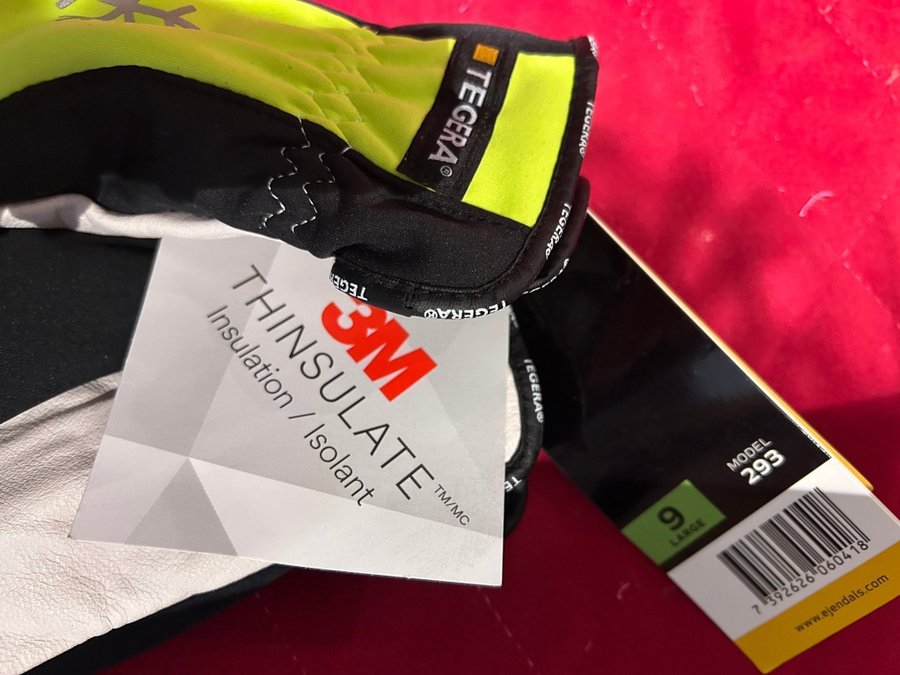 TEGERA®
TEGERA
TEGERA®
TEGERA®
TEGERA®
3M
THINSULATE TM/MC
Insulation / Isolant
MODEL
293
9
LARGE
7 392626 060418
www.ejendals.com